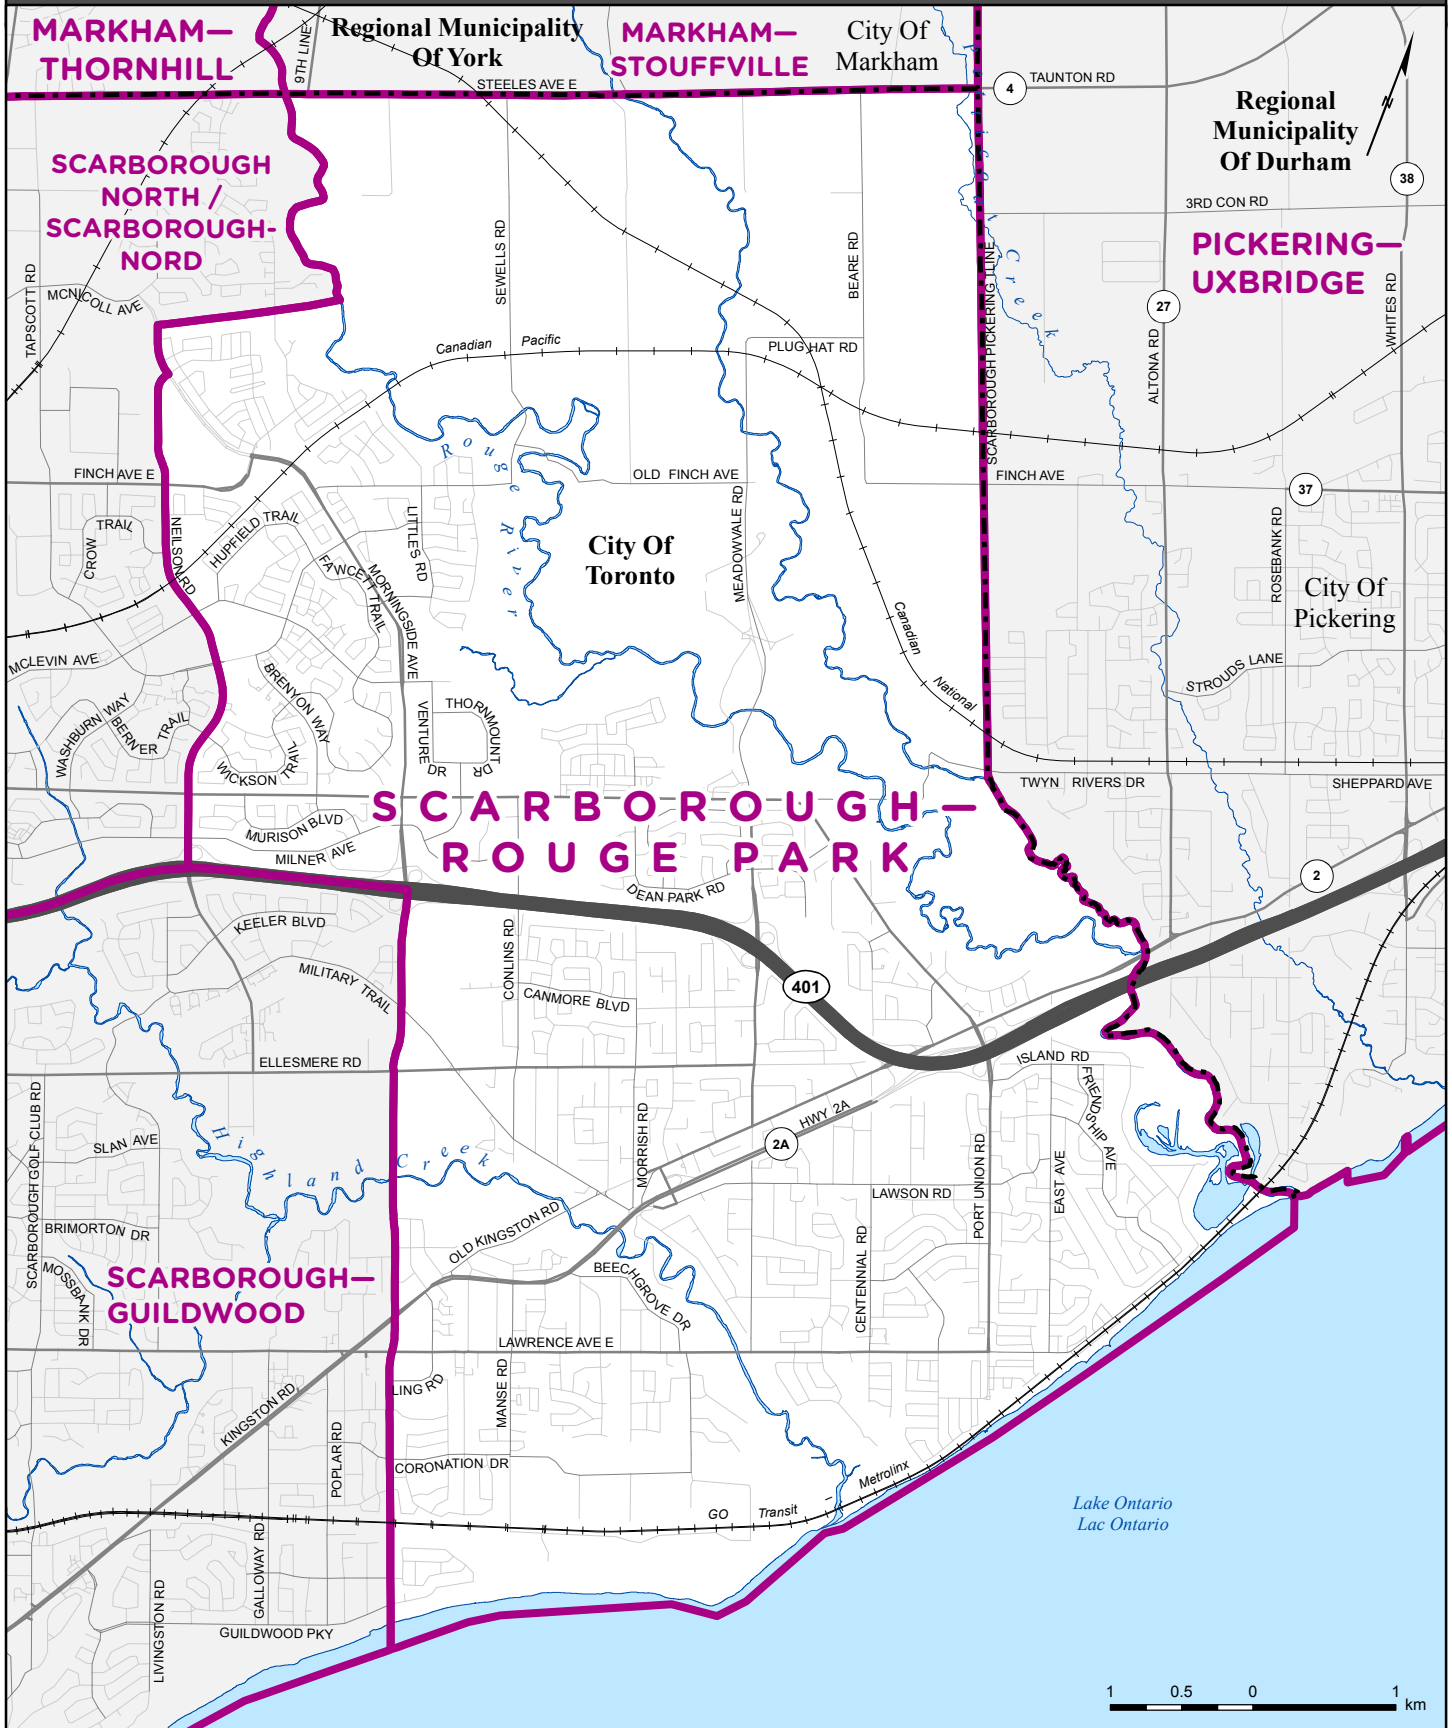 MARKHAM—
THORNHILL
9TH LINE
Regional Municipality
Of York
MARKHAM—
STOUFFVILLE
City Of
Markham
STEELES AVE E
4
TAUNTON RD
Regional
Municipality
Of Durham
N
38
SCARBOROUGH
NORTH /
SCARBOROUGH-
NORD
3RD CON RD
PICKERING—
UXBRIDGE
TAPSCOTT RD
MCNICOLL AVE
SEWELLS RD
BEARE RD
SCARBOROUGH PICKERING TLINE
Creek
27
ALTONA RD
WHITES RD
Canadian Pacific
PLUG HAT RD
Rouge River
FINCH AVE E
OLD FINCH AVE
FINCH AVE
37
CROW
TRAIL
NEILSON RD
HUPFIELD TRAIL
FAWCETT TRAIL
MORNINGSIDE AVE
LITTLES RD
City Of
Toronto
MEADOWVALE RD
ROSEBANK RD
City Of
Pickering
Canadian
National
MCLEVIN AVE
STROUDS LANE
WASHBURN WAY
BERNER TRAIL
BRENYON WAY
WICKSON TRAIL
VENTURE DR
THORNMOUNT DR
TWYN RIVERS DR
SHEPPARD AVE
SCARBOROUGH—
ROUGE PARK
MURISON BLVD
MILNER AVE
DEAN PARK RD
2
KEELER BLVD
MILITARY TRAIL
CONLINS RD
CANMORE BLVD
401
ELLESMERE RD
ISLAND RD
FRIENDSHIP AVE
SCARBOROUGH GOLF CLUB RD
SLAN AVE
Highland Creek
MORRISH RD
HWY 2A
2A
LAWSON RD
PORT UNION RD
EAST AVE
BRIMORTON DR
MOSSBANK DR
OLD KINGSTON RD
BEECHGROVE DR
CENTENNIAL RD
SCARBOROUGH—
GUILDWOOD
LAWRENCE AVE E
LING RD
MANSE RD
KINGSTON RD
POPLAR RD
CORONATION DR
GO Transit
Metrolinx
Lake Ontario
Lac Ontario
GALLOWAY RD
LIVINGSTON RD
GUILDWOOD PKY
1 0.5 0 1
km